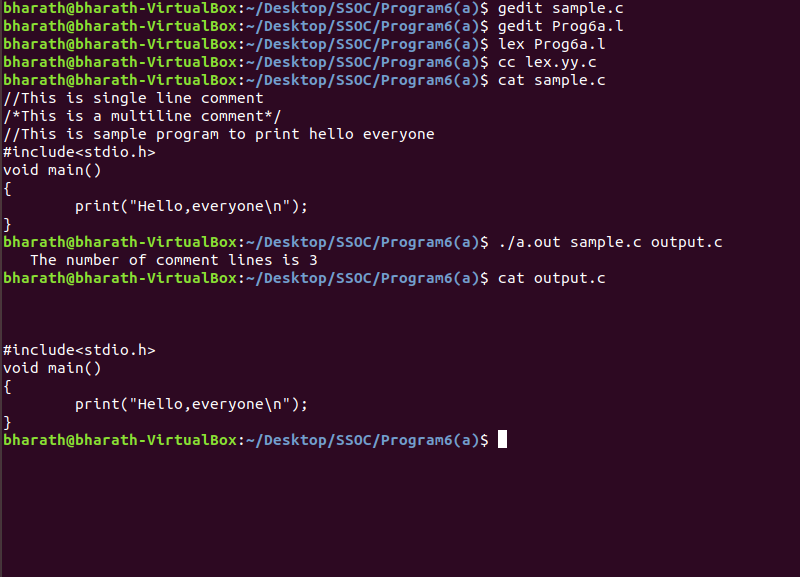 bharath@bharath-VirtualBox:~/Desktop/SSOC/Program6(a)$ gedit sample.c
bharath@bharath-VirtualBox:~/Desktop/SSOC/Program6(a)$ gedit Prog6a.l
bharath@bharath-VirtualBox:~/Desktop/SSOC/Program6(a)$ lex Prog6a.l
bharath@bharath-VirtualBox:~/Desktop/SSOC/Program6(a)$ cc lex.yy.c
bharath@bharath-VirtualBox:~/Desktop/SSOC/Program6(a)$ cat sample.c
//This is single line comment
/*This is a multiline comment*/
//This is sample program to print hello everyone
#include<stdio.h>
void main()
{
        print("Hello,everyone\n");
}
bharath@bharath-VirtualBox:~/Desktop/SSOC/Program6(a)$ ./a.out sample.c output.c
   The number of comment lines is 3
bharath@bharath-VirtualBox:~/Desktop/SSOC/Program6(a)$ cat output.c
#include<stdio.h>
void main()
{
        print("Hello,everyone\n");
}
bharath@bharath-VirtualBox:~/Desktop/SSOC/Program6(a)$